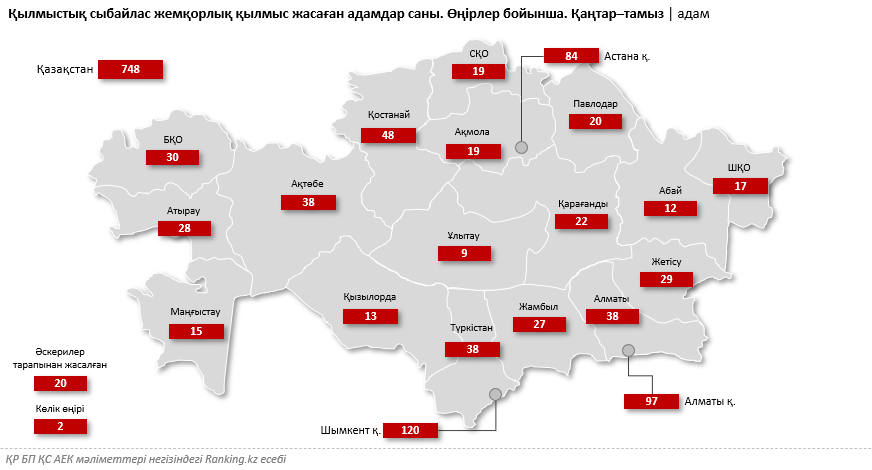 Қылмыстық сыбайлас жемқорлық қылмыс жасаған адамдар саны. Өңірлер бойынша. Қаңтар–тамыз | адам
Қазақстан 748
СҚО
19
84 Астана қ.
Қостанай
48
Ақмола
19
Павлодар
20
БҚО
30
ШҚО
17
Ақтөбе
38
Абай
12
Атырау
28
Қарағанды
22
Ұлытау
9
Жетісу
29
Маңғыстау
15
Қызылорда
13
Жамбыл
27
Алматы
38
Түркістан
38
Әскерилер
тарапынан жасалған
20
Көлік өңірі
2
97 Алматы қ.
Шымкент қ. 120
ҚР БП ҚС АЕК мәліметтері негізіндегі Ranking.kz есебі